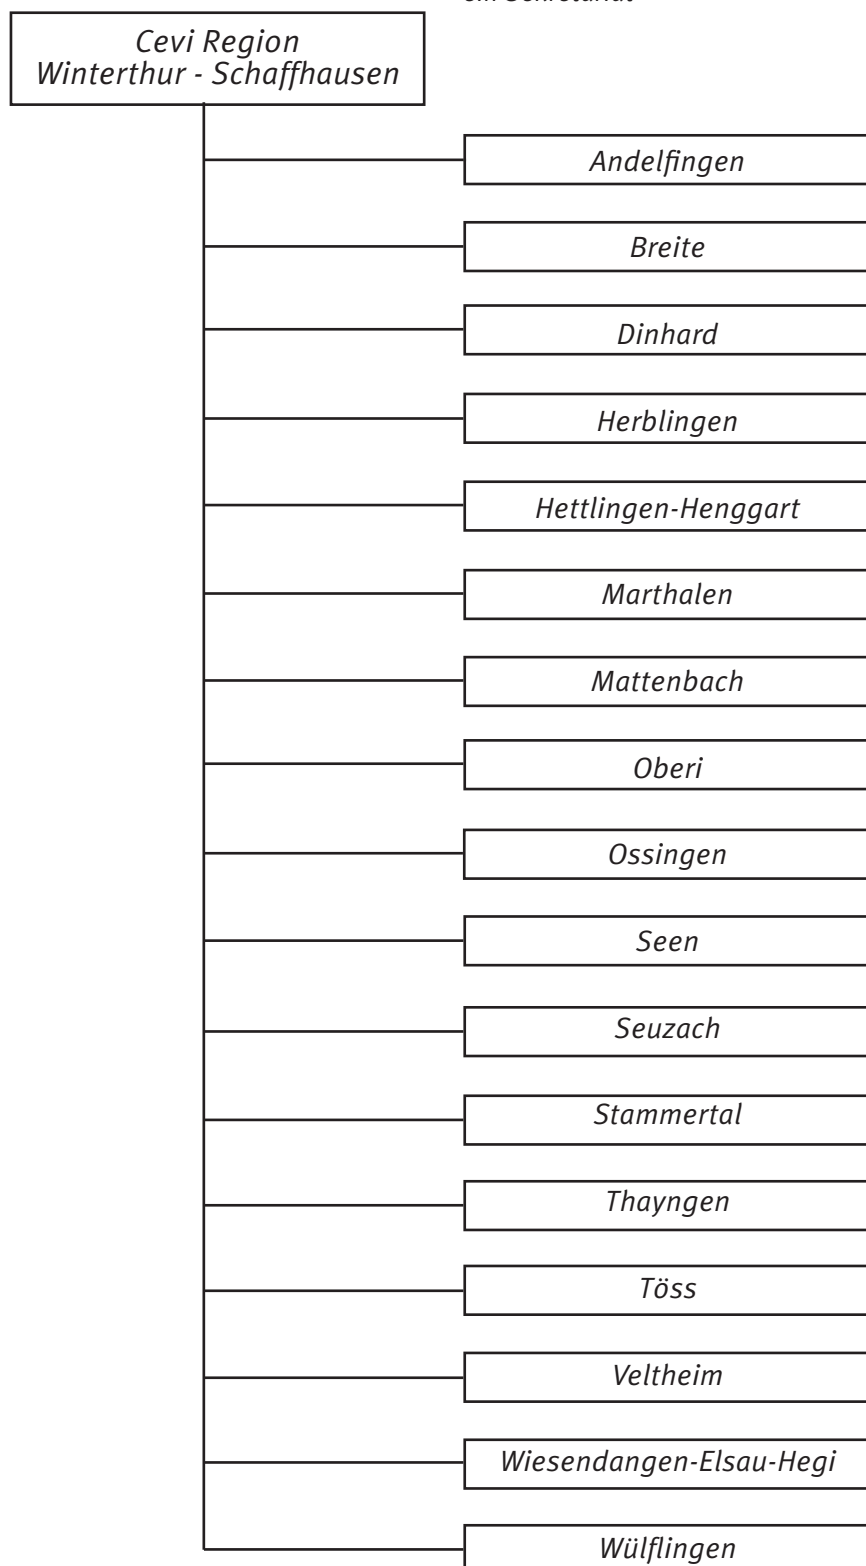 Cevi Region
Winterthur - Schaffhausen
Andelfingen
Breite
Dinhard
Herblingen
Hettlingen-Henggart
Marthalen
Mattenbach
Oberi
Ossingen
Seen
Seuzach
Stammertal
Thayngen
Töss
Veltheim
Wiesendangen-Elsau-Hegi
Wülflingen